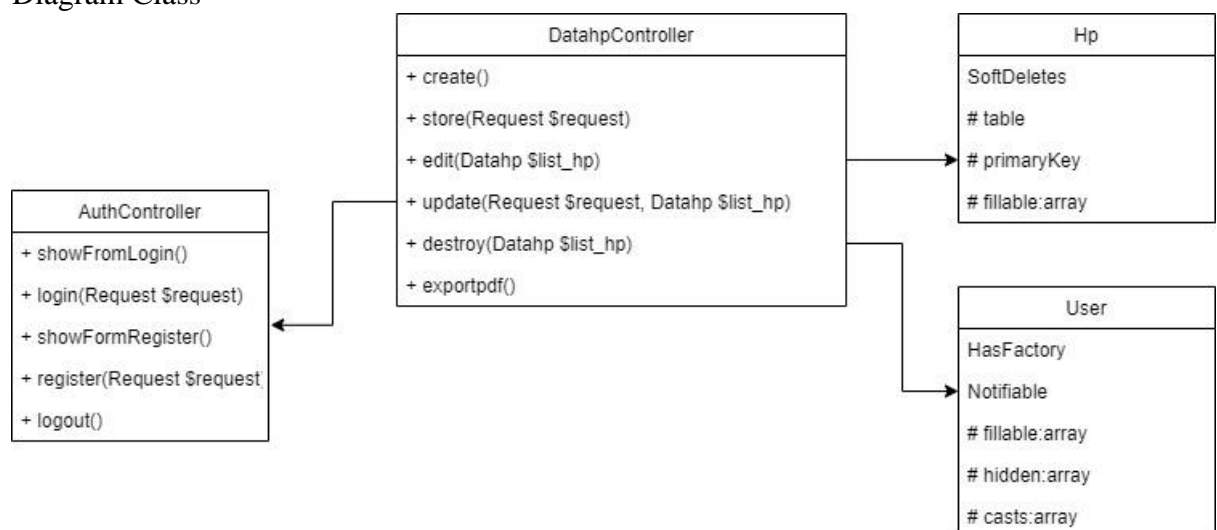 Diagram Class
DatahpController
+ create()
+ store(Request $request)
+ edit(Datahp $list_hp)
+ update(Request $request, Datahp $list_hp)
+ destroy(Datahp $list_hp)
+ exportpdf()
Hp
SoftDeletes
# table
# primaryKey
# fillable:array
AuthController
+ showFromLogin()
+ login(Request $request)
+ showFormRegister()
+ register(Request $request)
+ logout()
User
HasFactory
Notifiable
# fillable:array
# hidden:array
# casts:array